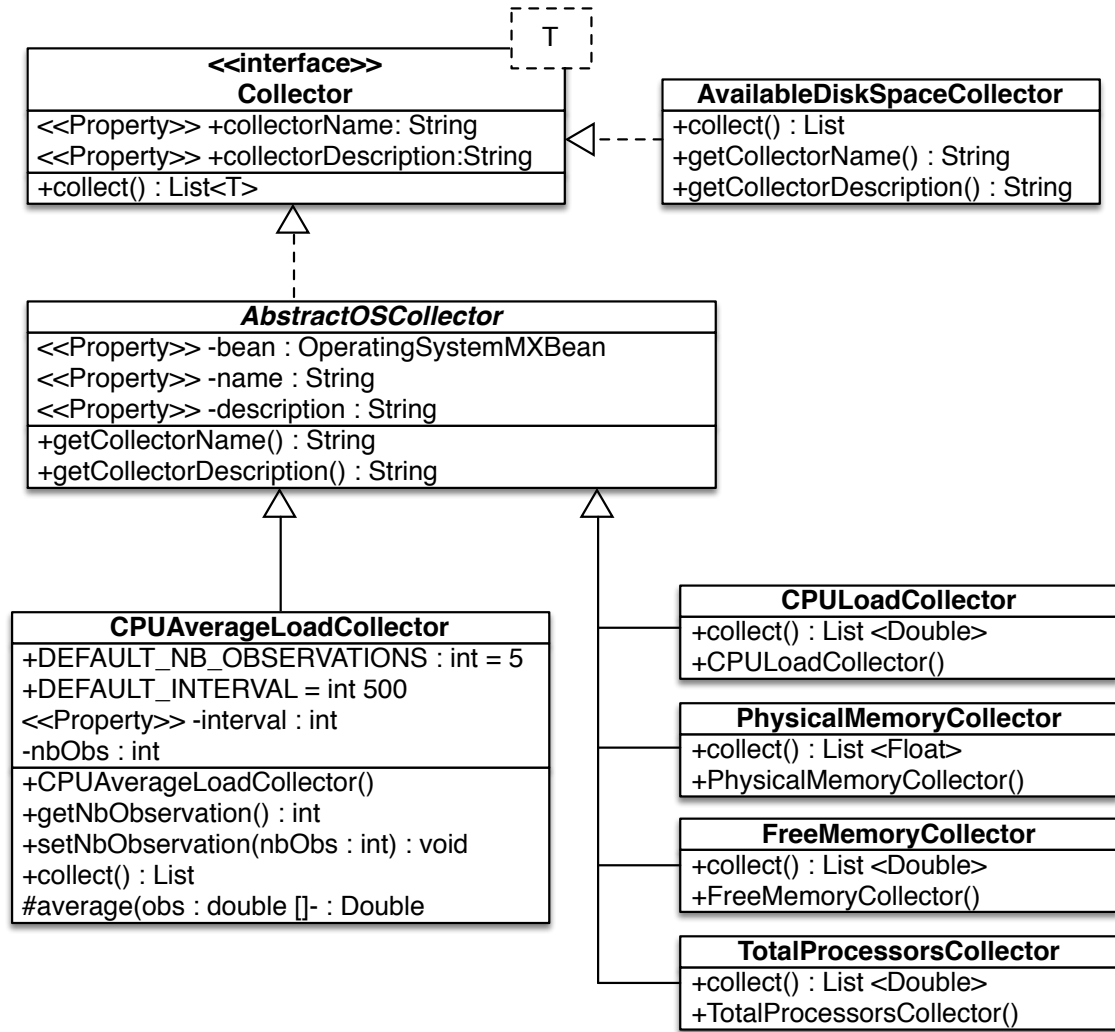 T
<<interface>>
Collector
<<Property>> +collectorName: String
<<Property>> +collectorDescription:String
+collect() : List<T>
AvailableDiskSpaceCollector
+collect() : List
+getCollectorName() : String
+getCollectorDescription() : String
AbstractOSCollector
<<Property>> -bean : OperatingSystemMXBean
<<Property>> -name : String
<<Property>> -description : String
+getCollectorName() : String
+getCollectorDescription() : String
CPUAverageLoadCollector
+DEFAULT_NB_OBSERVATIONS : int = 5
+DEFAULT_INTERVAL = int 500
<<Property>> -interval : int
-nbObs : int
+CPUAverageLoadCollector()
+getNbObservation() : int
+setNbObservation(nbObs : int) : void
+collect() : List
#average(obs : double []- : Double
CPULoadCollector
+collect() : List <Double>
+CPULoadCollector()
PhysicalMemoryCollector
+collect() : List <Float>
+PhysicalMemoryCollector()
FreeMemoryCollector
+collect() : List <Double>
+FreeMemoryCollector()
TotalProcessorsCollector
+collect() : List <Double>
+TotalProcessorsCollector()